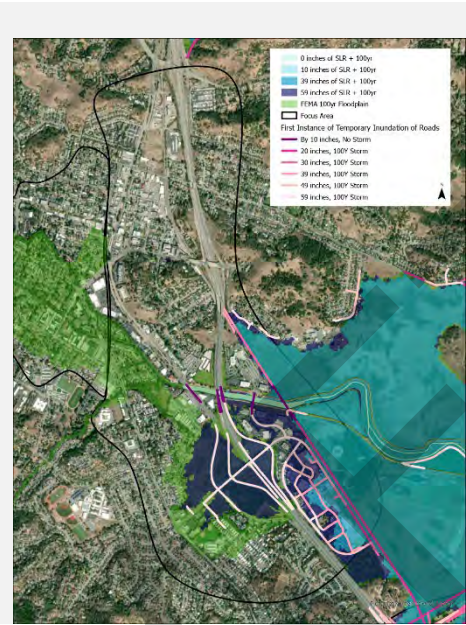 0 inches of SLR + 100yr
10 inches of SLR + 100yr
39 inches of SLR + 100yr
59 inches of SLR + 100yr
FEMA 100yr Floodplain
Focus Area
First Instance of Temporary Inundation of Roads
By 10 inches, No Storm
20 inches, 100Y Storm
30 inches, 100Y Storm
39 inches, 100Y Storm
49 inches, 100Y Storm
59 inches, 100Y Storm